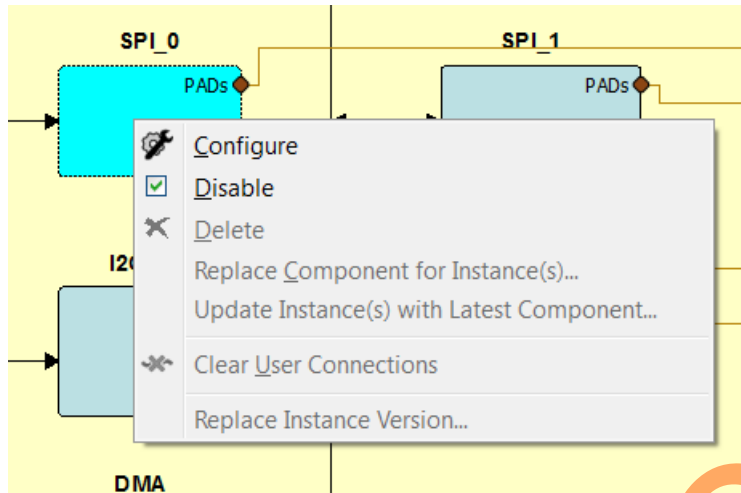 SPI_0
SPI_1
PADs
PADs
Configure
Disable
Delete
Replace Component for Instance(s)...
Update Instance(s) with Latest Component...
Clear User Connections
Replace Instance Version...
DMA